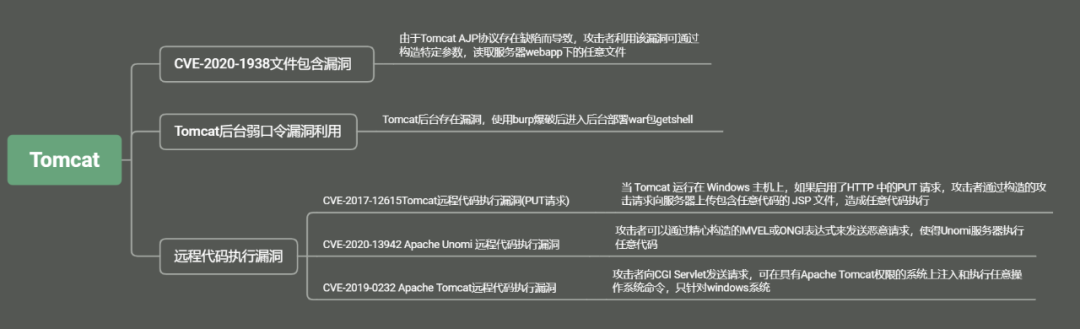 Tomcat
CVE-2020-1938文件包含漏洞
由于Tomcat AJP协议存在缺陷而导致，攻击者利用该漏洞可通过
构造特定参数，读取服务器webapp下的任意文件
Tomcat后台弱口令漏洞利用
Tomcat后台存在漏洞，使用burp爆破后进入后台部署war包getshell
远程代码执行漏洞
CVE-2017-12615Tomcat远程代码执行漏洞(PUT请求)
当 Tomcat 运行在 Windows 主机上，如果启用了HTTP 中的PUT 请求，攻击者通过构造的攻
击请求向服务器上传包含任意代码的 JSP 文件，造成任意代码执行
CVE-2020-13942 Apache Unomi 远程代码执行漏洞
攻击者可以通过精心构造的MVEL或ONGl表达式来发送恶意请求，使得Unomi服务器执行
任意代码
CVE-2019-0232 Apache Tomcat远程代码执行漏洞
攻击者向CGI Servlet发送请求，可在具有Apache Tomcat权限的系统上注入和执行任意操
作系统命令，只针对windows系统